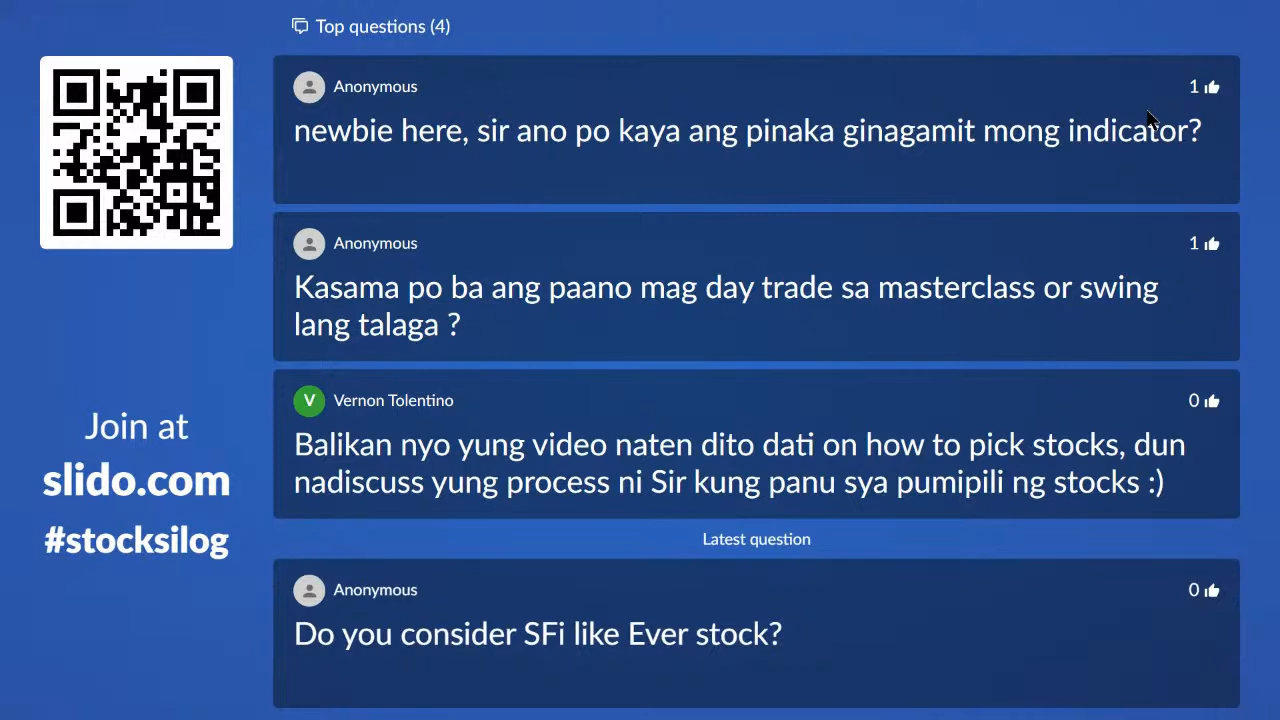 Top questions (4)
Anonymous
1
newbie here, sir ano po kaya ang pinaka ginagamit mong indicator?
Anonymous
1
Kasama po ba ang paano mag day trade sa masterclass or swing
lang talaga ?
V
Vernon Tolentino
0
Balikan nyo yung video naten dito dati on how to pick stocks, dun
nadiscuss yung process ni Sir kung panu sya pumipili ng stocks :)
Latest question
Anonymous
0
Do you consider SFi like Ever stock?
Join at
slido.com
#stocksilog